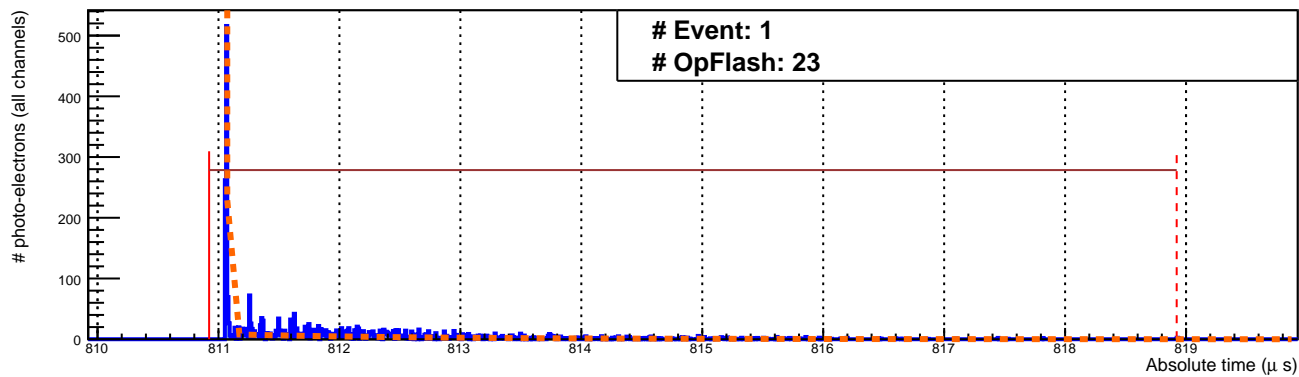 # photo-electrons (all channels)
500
400
300
200
100
0
# Event: 1
# OpFlash: 23
810 811 812 813 814 815 816 817 818 819
Absolute time (μ s)